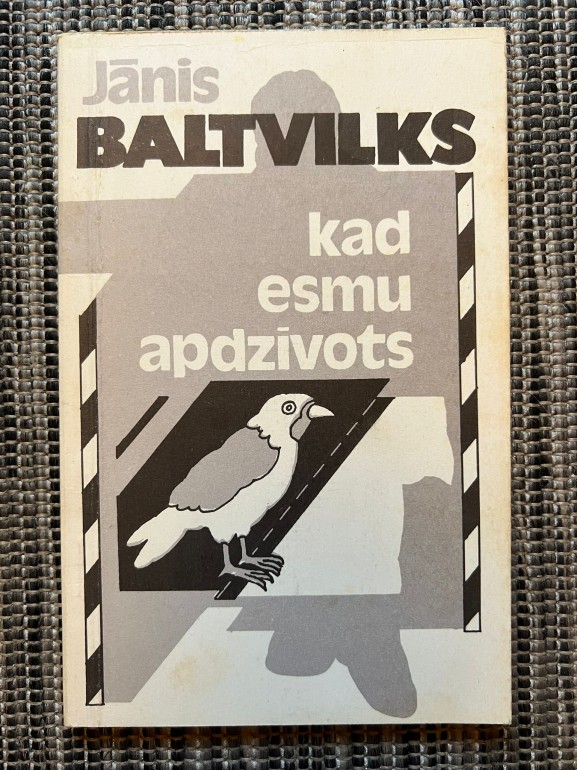 Jānis
BALTVILKS
kad
esmu
apdzīvots